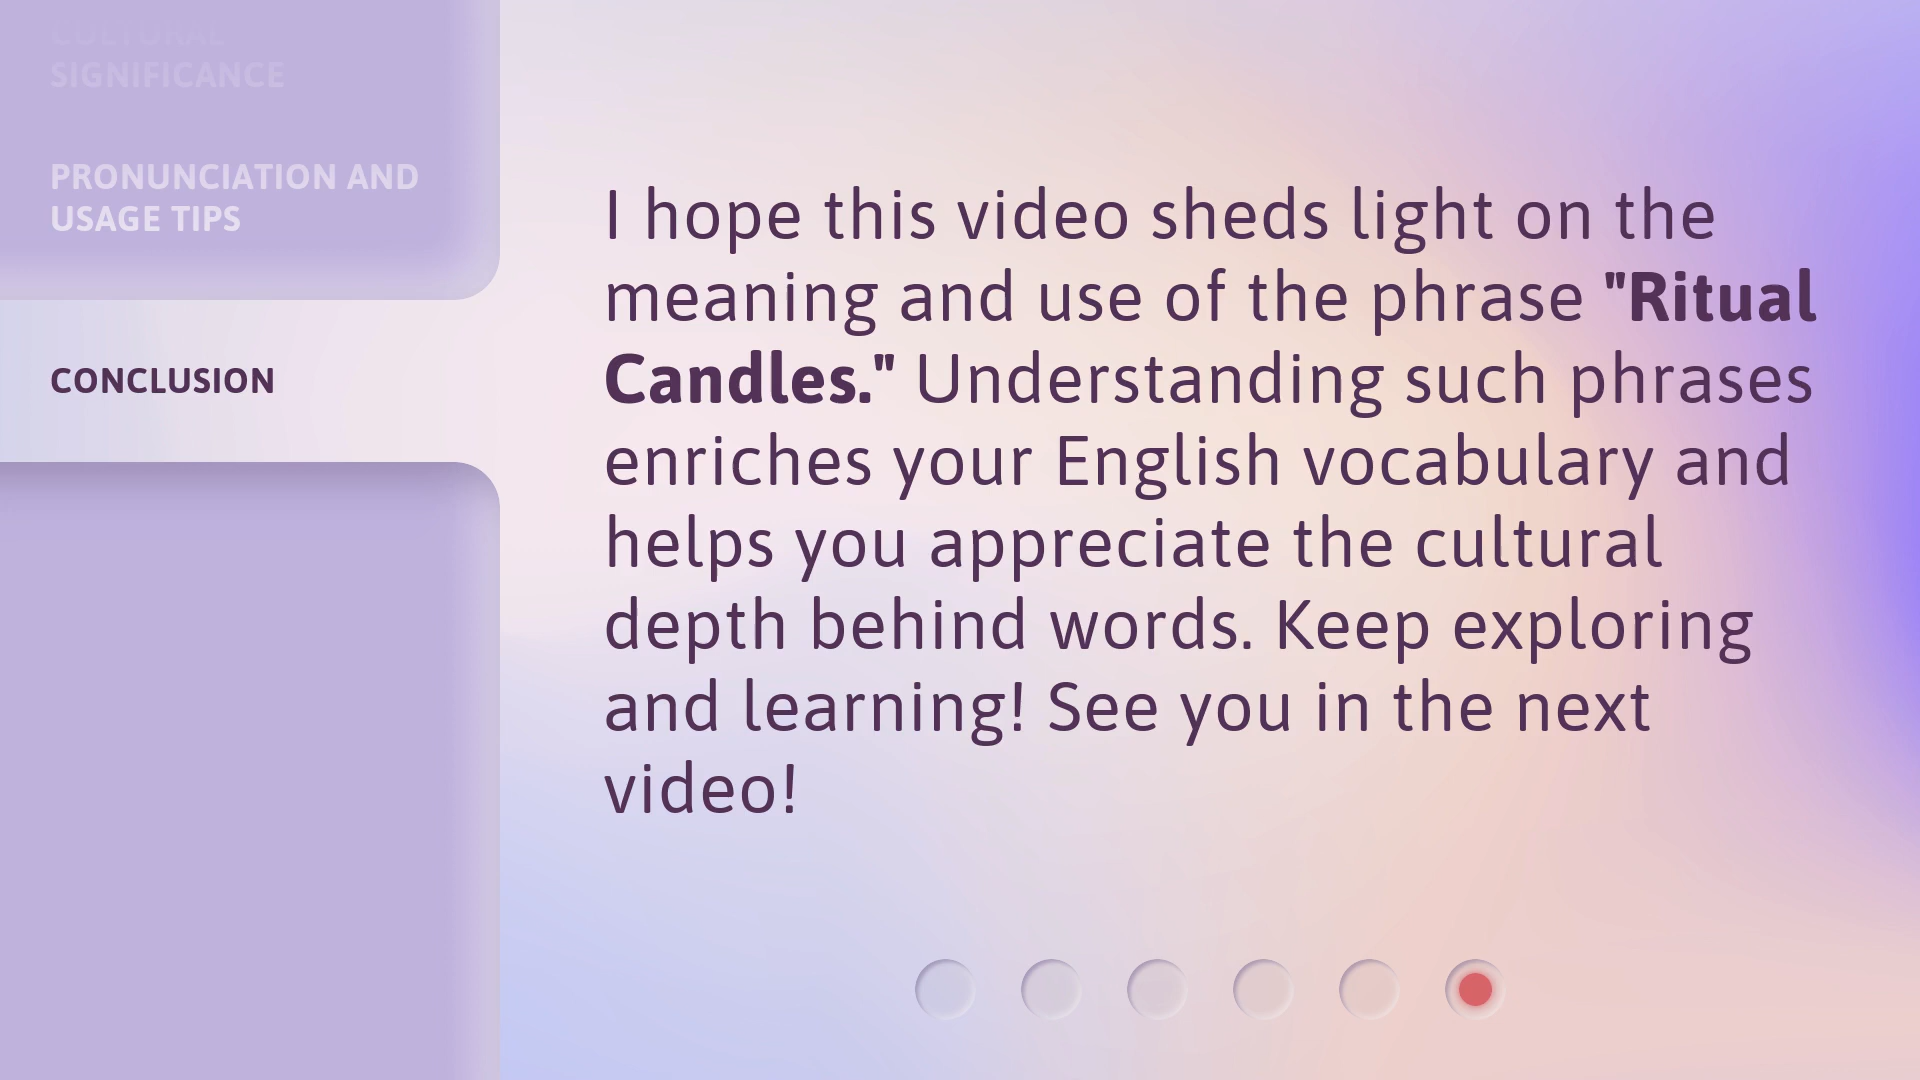 CULTURAL
SIGNIFICANCE
PRONUNCIATION AND
USAGE TIPS
CONCLUSION
I hope this video sheds light on the
meaning and use of the phrase "Ritual
Candles." Understanding such phrases
enriches your English vocabulary and
helps you appreciate the cultural
depth behind words. Keep exploring
and learning! See you in the next
video!